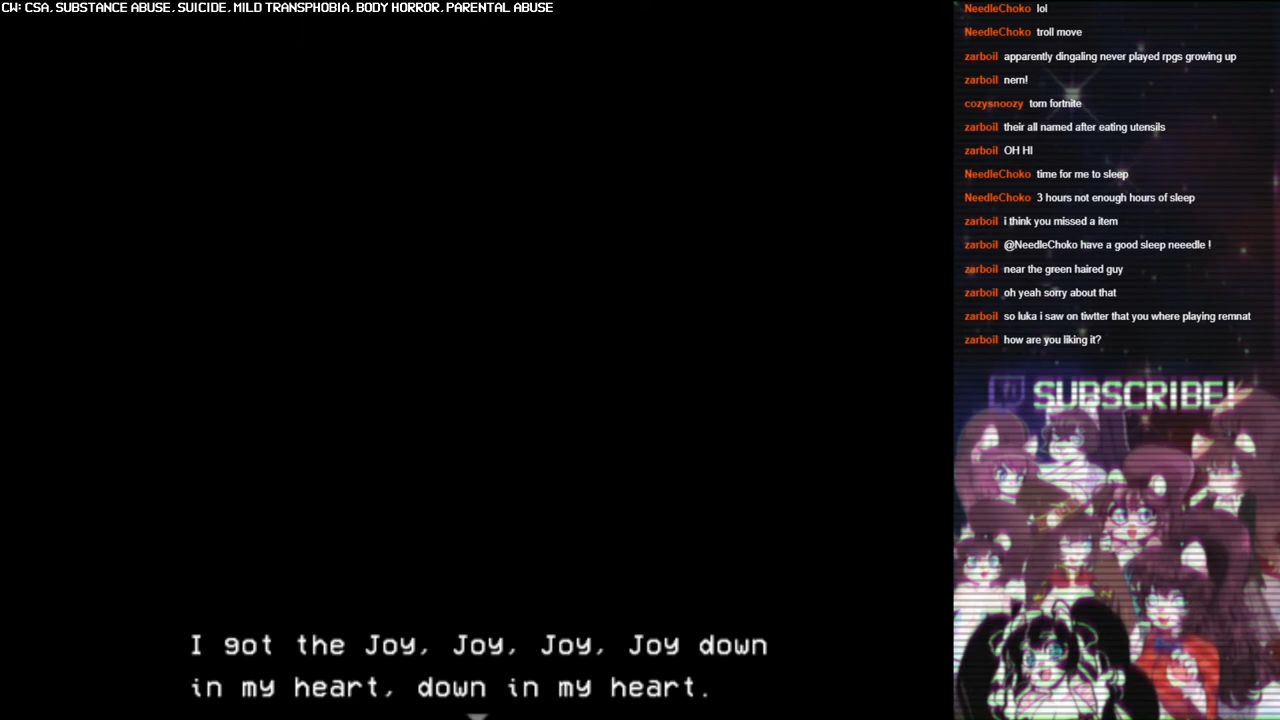 CW: CSA, SUBSTANCE ABUSE, SUICIDE, MILD TRANSPHOBIA, BODY HORROR, PARENTAL ABUSE
NeedleChoko lol
NeedleChoko troll move
zarboil apparently dingaling never played rpgs growing up
zarboil nem!
cozysnoozy tom fortnite
zarboil their all named after eating utensils
zarboil OH HI
NeedleChoko time for me to sleep
NeedleChoko 3 hours not enough hours of sleep
zarboil i think you missed a item
zarboil @NeedleChoko have a good sleep neeedle !
zarboil near the green haired guy
zarboil oh yeah sorry about that
zarboil so luka i saw on tiwtter that you where playing remnat
zarboil how are you liking it?
SUBSCRIBE!
I got the Joy, Joy, Joy, Joy down
in my heart, down in my heart.